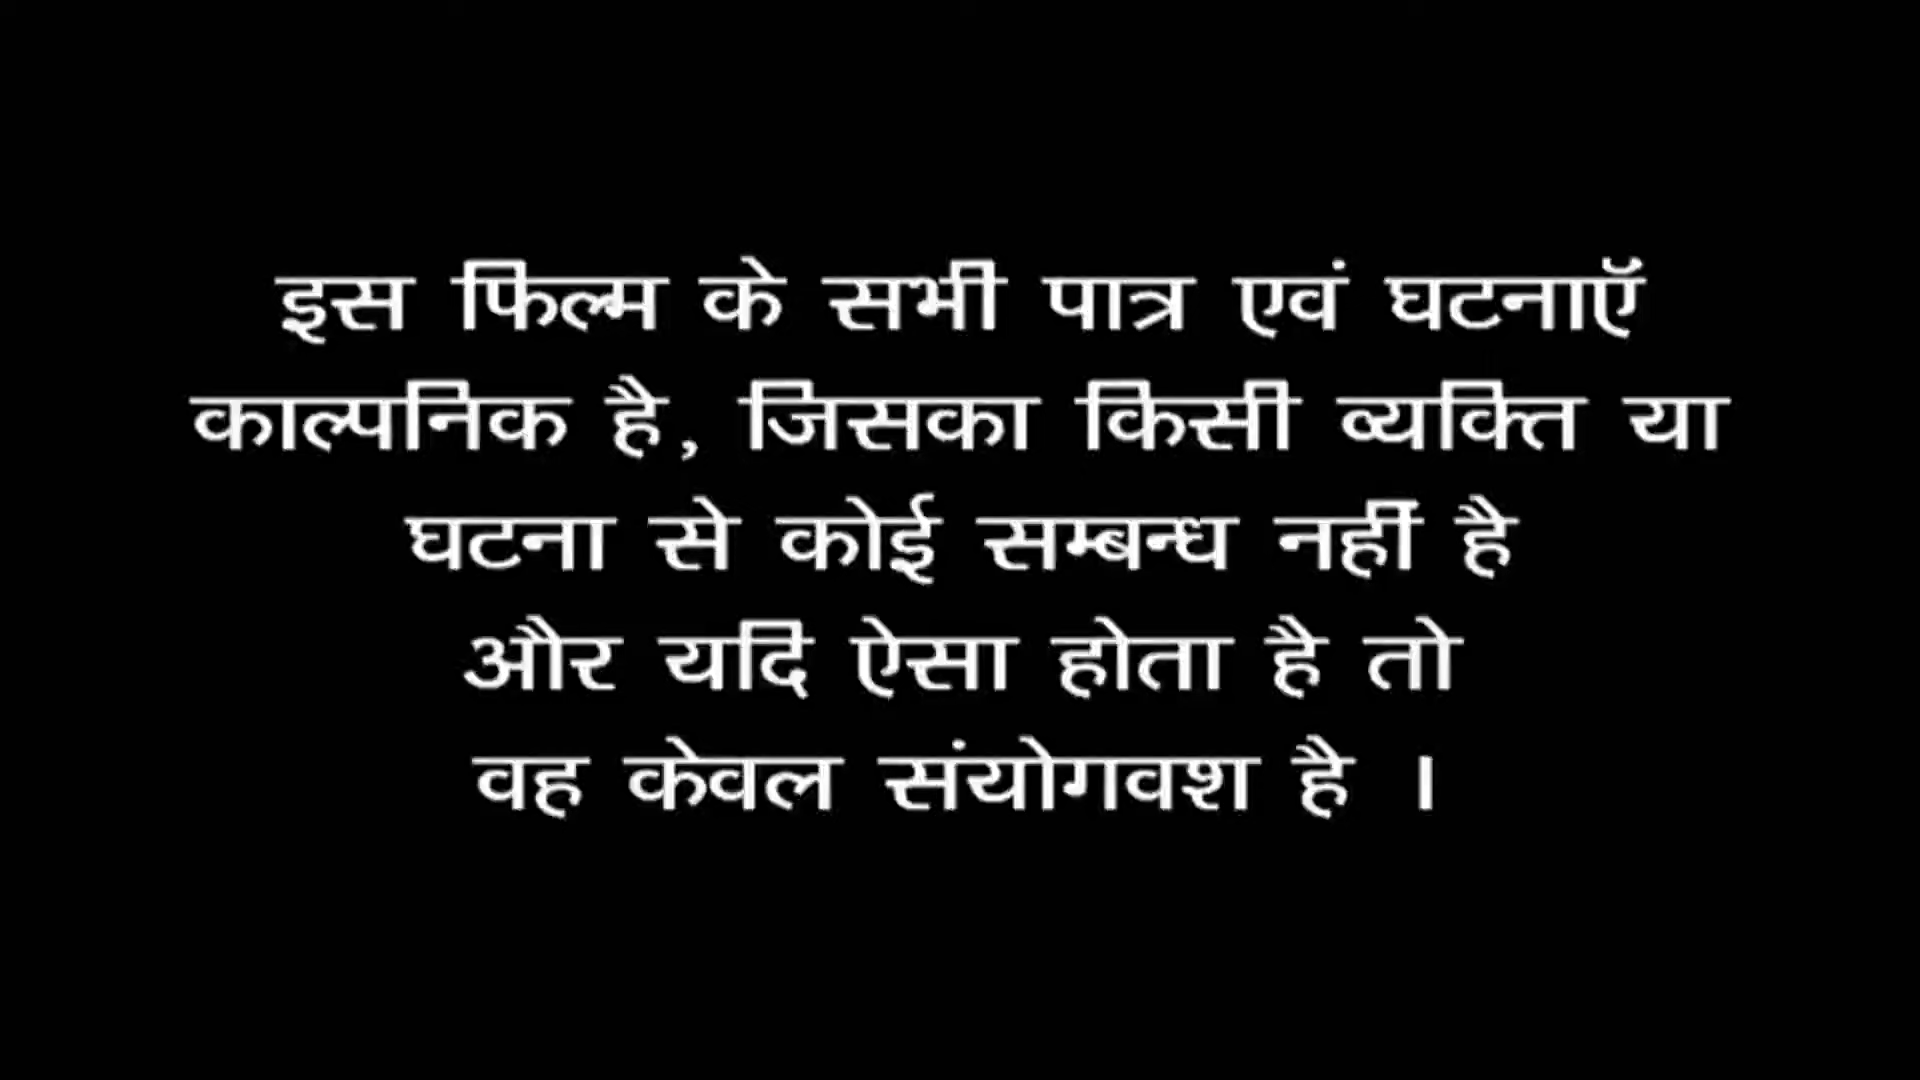 इस फिल्म के सभी पात्र एवं घटनाऍ
काल्पनिक है, जिसका किसी व्यक्ति या
घटना से कोई सम्बन्ध नहीं है
और यदि ऐसा होता है तो
वह केवल संयोगवश है ।